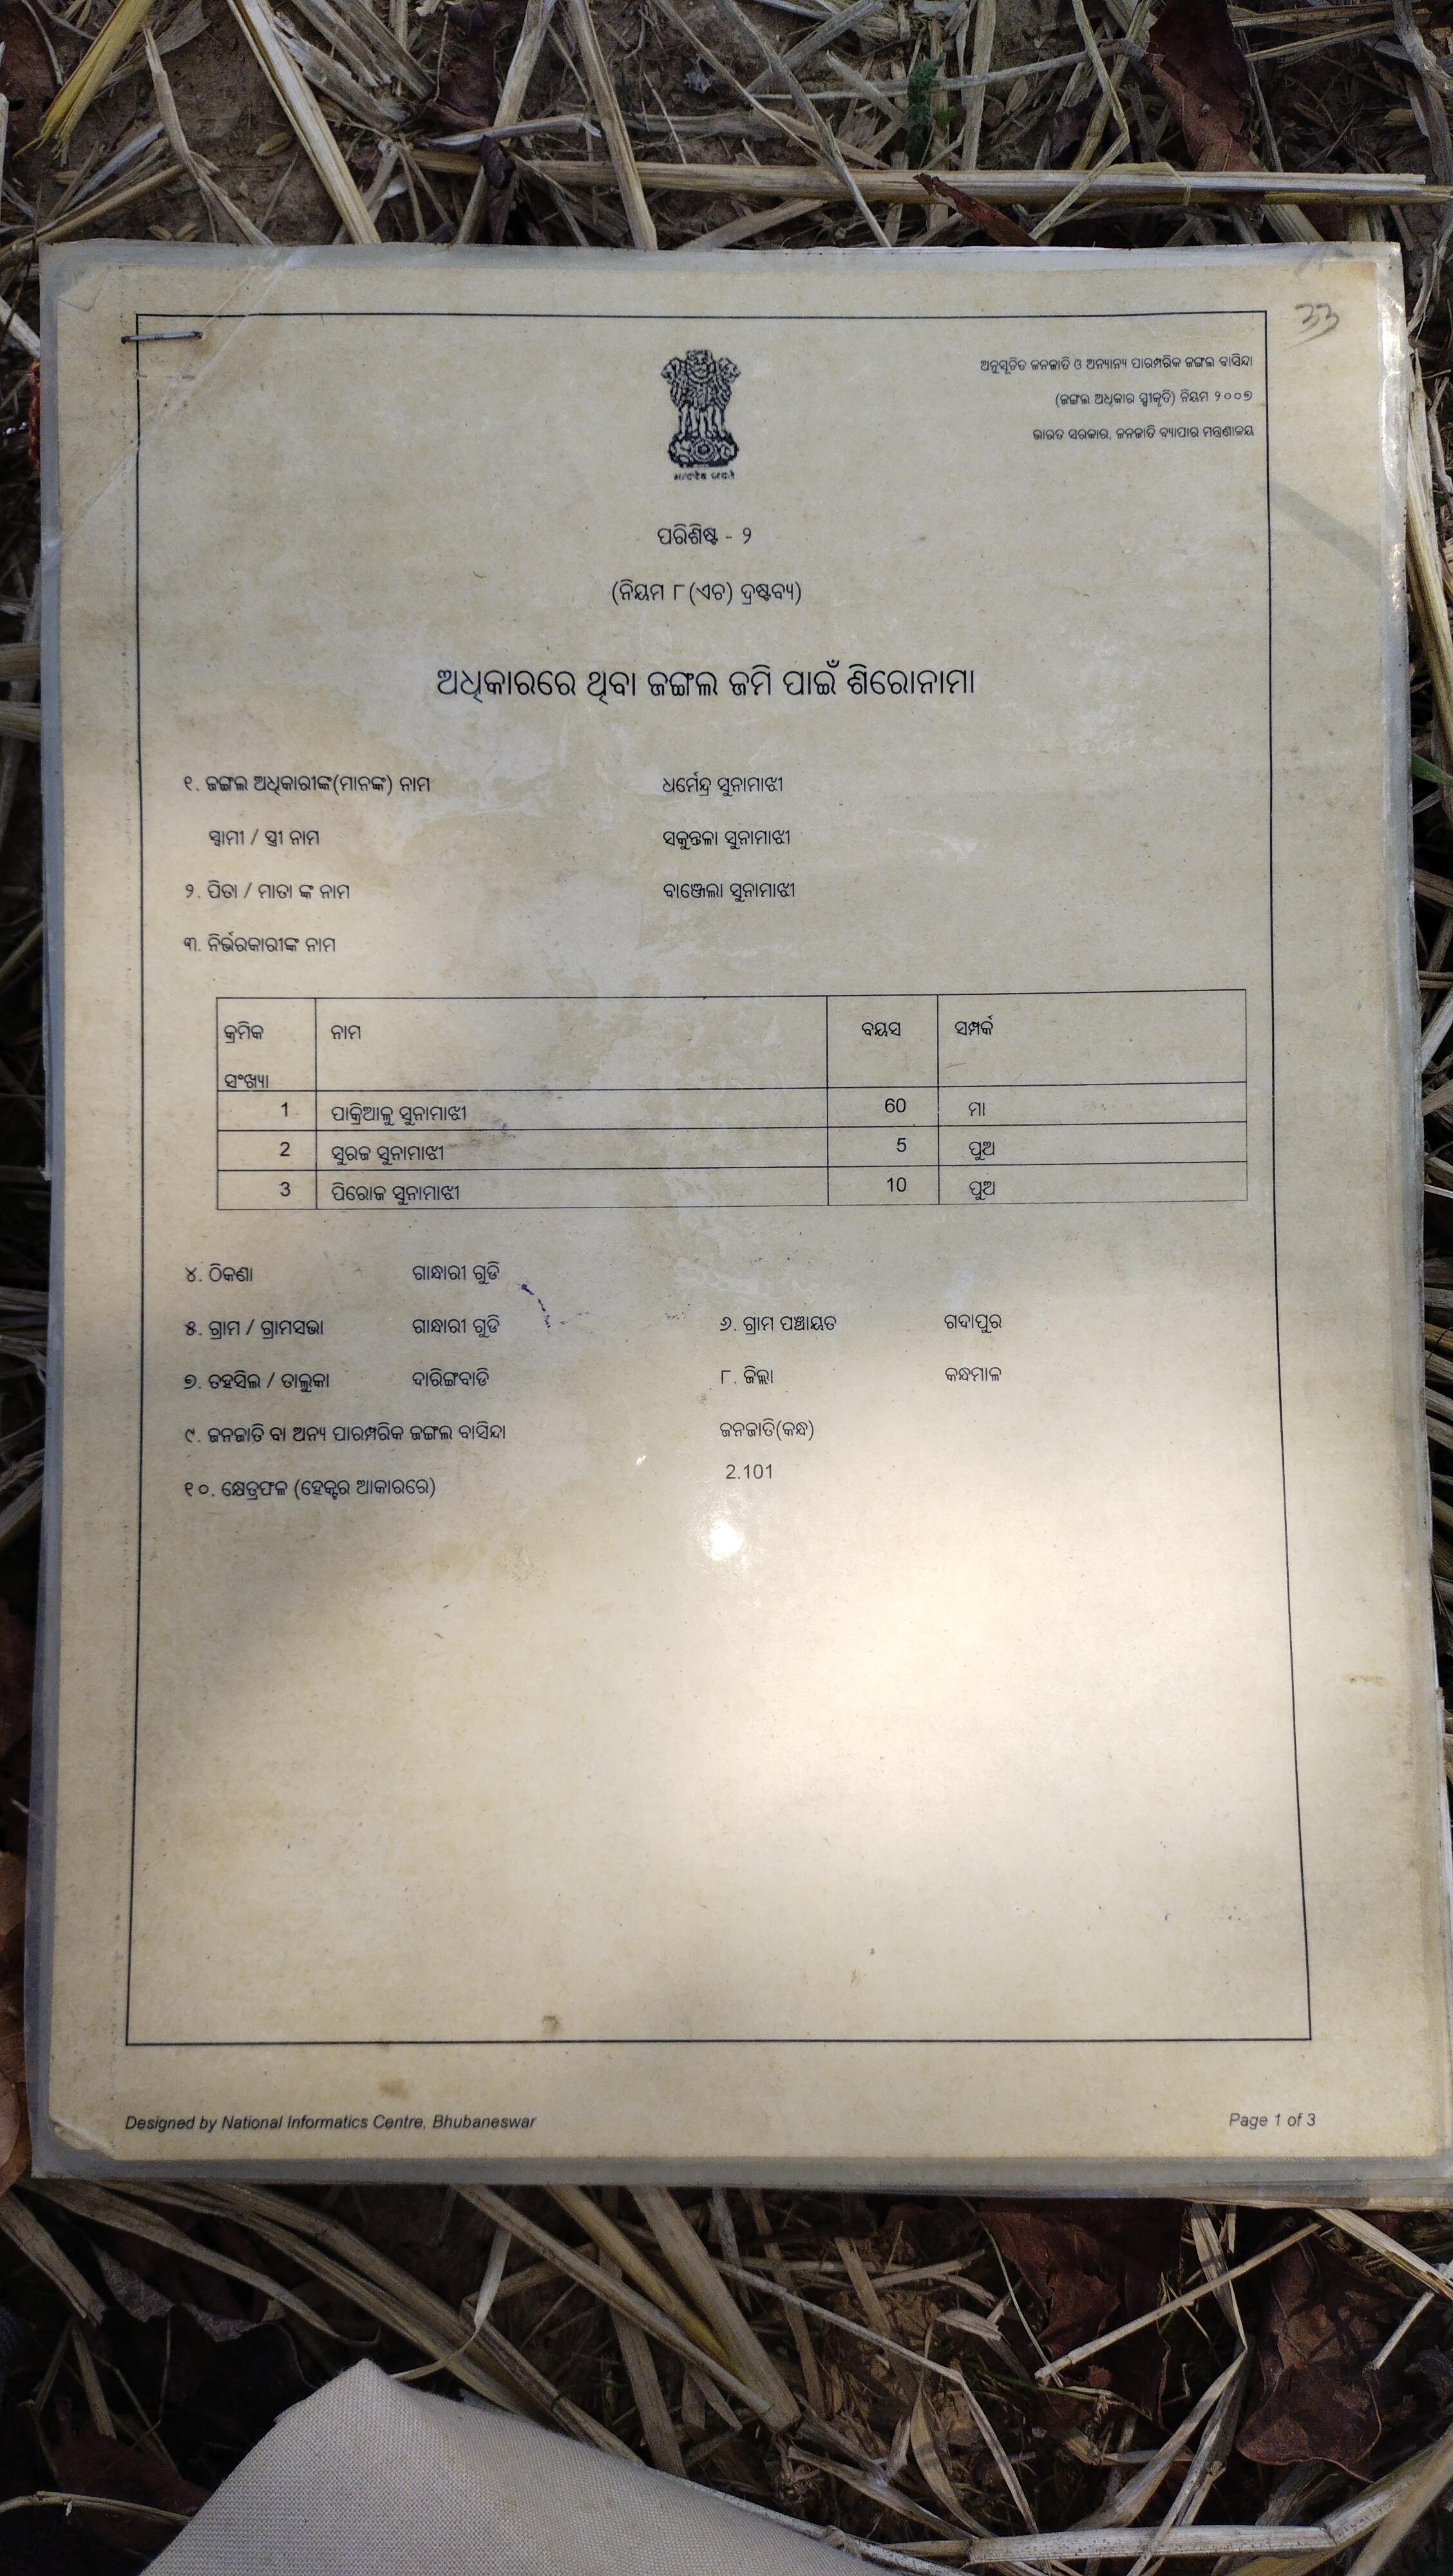 33
ଅନୁସୂଚିତ ଜନଜାତି ଓ ଅନ୍ୟାନ୍ୟ ପାରମ୍ପରିକ ଜଙ୍ଗଲ ବାସିନ୍ଦା
(ଜଙ୍ଗଲ ଅଧିକାର ସ୍ବୀକୃତି) ନିୟମ ୨୦୦୭
ଭାରତ ସରକାର, ଜନଜାତି ବ୍ୟାପାର ମନ୍ତ୍ରଣାଳୟ
ପରିଶିଷ୍ଟ - ୨
(ନିୟମ ୮(ଏଚ) ଦ୍ରଷ୍ଟବ୍ୟ)
ଅଧିକାରରେ ଥିବା ଜଙ୍ଗଲ ଜମି ପାଇଁ ଶିରୋନାମା
୧. ଜଙ୍ଗଲ ଅଧିକାରୀଙ୍କ(ମାନଙ୍କ) ନାମ ଧର୍ମେନ୍ଦ୍ର ସୁନାମାଝୀ
ସ୍ବାମୀ / ସ୍ତ୍ରୀ ନାମ ସକୁନ୍ତଳା ସୁନାମାଝୀ
୨. ପିତା / ମାତା ଙ୍କ ନାମ ବାଞ୍ଜେଲା ସୁନାମାଝୀ
୩. ନିର୍ଭରକାରୀଙ୍କ ନାମ
କ୍ରମିକ ସଂଖ୍ୟା ନାମ ବୟସ ସମ୍ପର୍କ
1 ପାକ୍ରିଆଳୁ ସୁନାମାଝୀ 60 ମା
2 ସୁରଜ ସୁନାମାଝୀ 5 ପୁଅ
3 ପିରୋଜ ସୁନାମାଝୀ 10 ପୁଅ
୪. ଠିକଣା ଗାନ୍ଧାରୀ ଗୁଡି
୫. ଗ୍ରାମ / ଗ୍ରାମସଭା ଗାନ୍ଧାରୀ ଗୁଡି ୬. ଗ୍ରାମ ପଞ୍ଚାୟତ ଗଦାପୁର
୭. ତହସିଲ / ତାଲୁକା ଦାରିଙ୍ଗବାଡି ୮. ଜିଲ୍ଲା କନ୍ଧମାଳ
୯. ଜନଜାତି ବା ଅନ୍ୟ ପାରମ୍ପରିକ ଜଙ୍ଗଲ ବାସିନ୍ଦା ଜନଜାତି(କନ୍ଧ)
୧୦. କ୍ଷେତ୍ରଫଳ (ହେକ୍ଟର ଆକାରରେ) 2.101
Designed by National Informatics Centre, Bhubaneswar Page 1 of 3